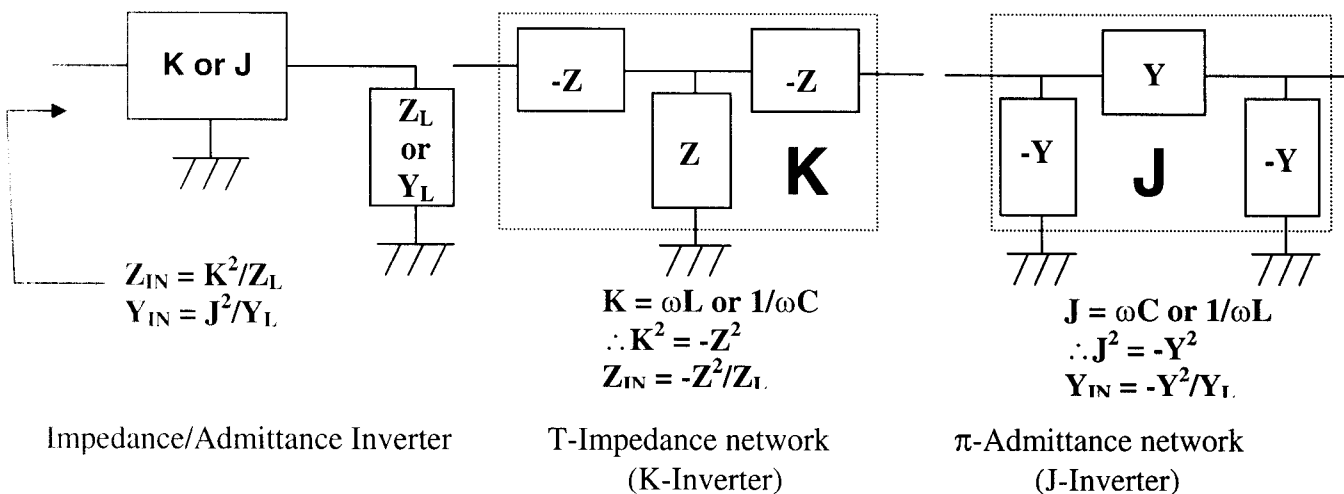 K or J
Z_L
or
Y_L
Z_IN = K²/Z_L
Y_IN = J²/Y_L
Impedance/Admittance Inverter
-Z
-Z
Z
K
K = ωL or 1/ωC
∴K² = -Z²
Z_IN = -Z²/Z_L
T-Impedance network
(K-Inverter)
Y
-Y
-Y
J
J = ωC or 1/ωL
∴J² = -Y²
Y_IN = -Y²/Y_L
π-Admittance network
(J-Inverter)